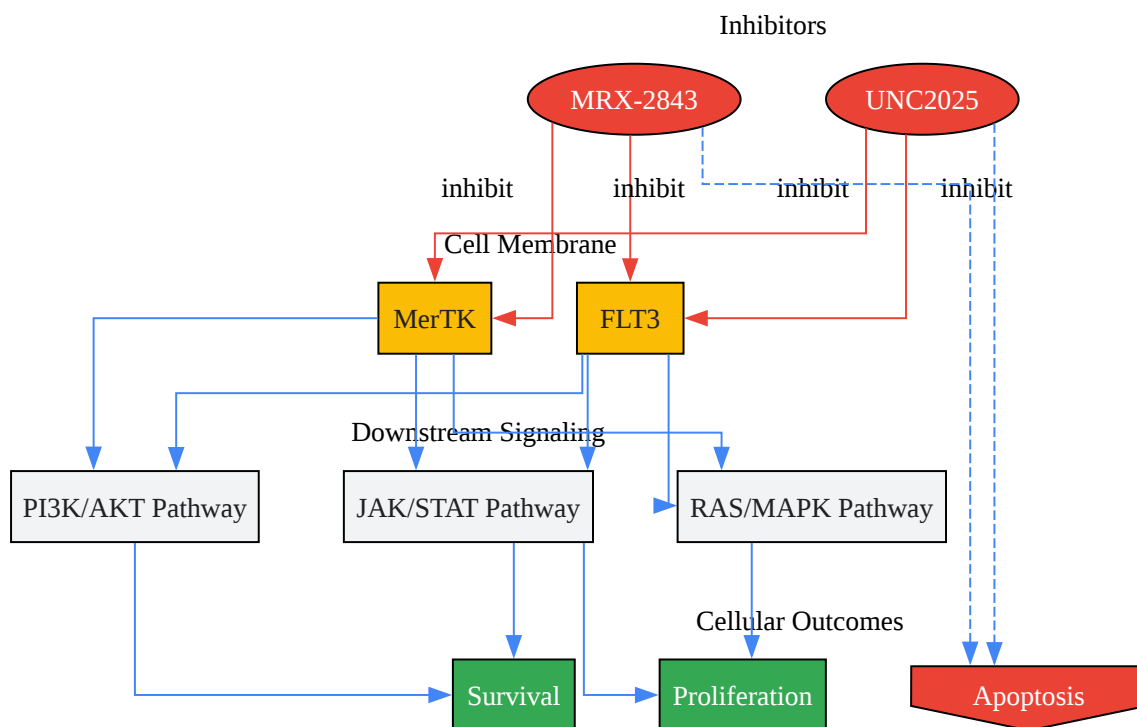 Inhibitors
MRX-2843
UNC2025
inhibit
inhibit
inhibit
inhibit
Cell Membrane
MerTK
FLT3
Downstream Signaling
PI3K/AKT Pathway
JAK/STAT Pathway
RAS/MAPK Pathway
Cellular Outcomes
Survival
Proliferation
Apoptosis